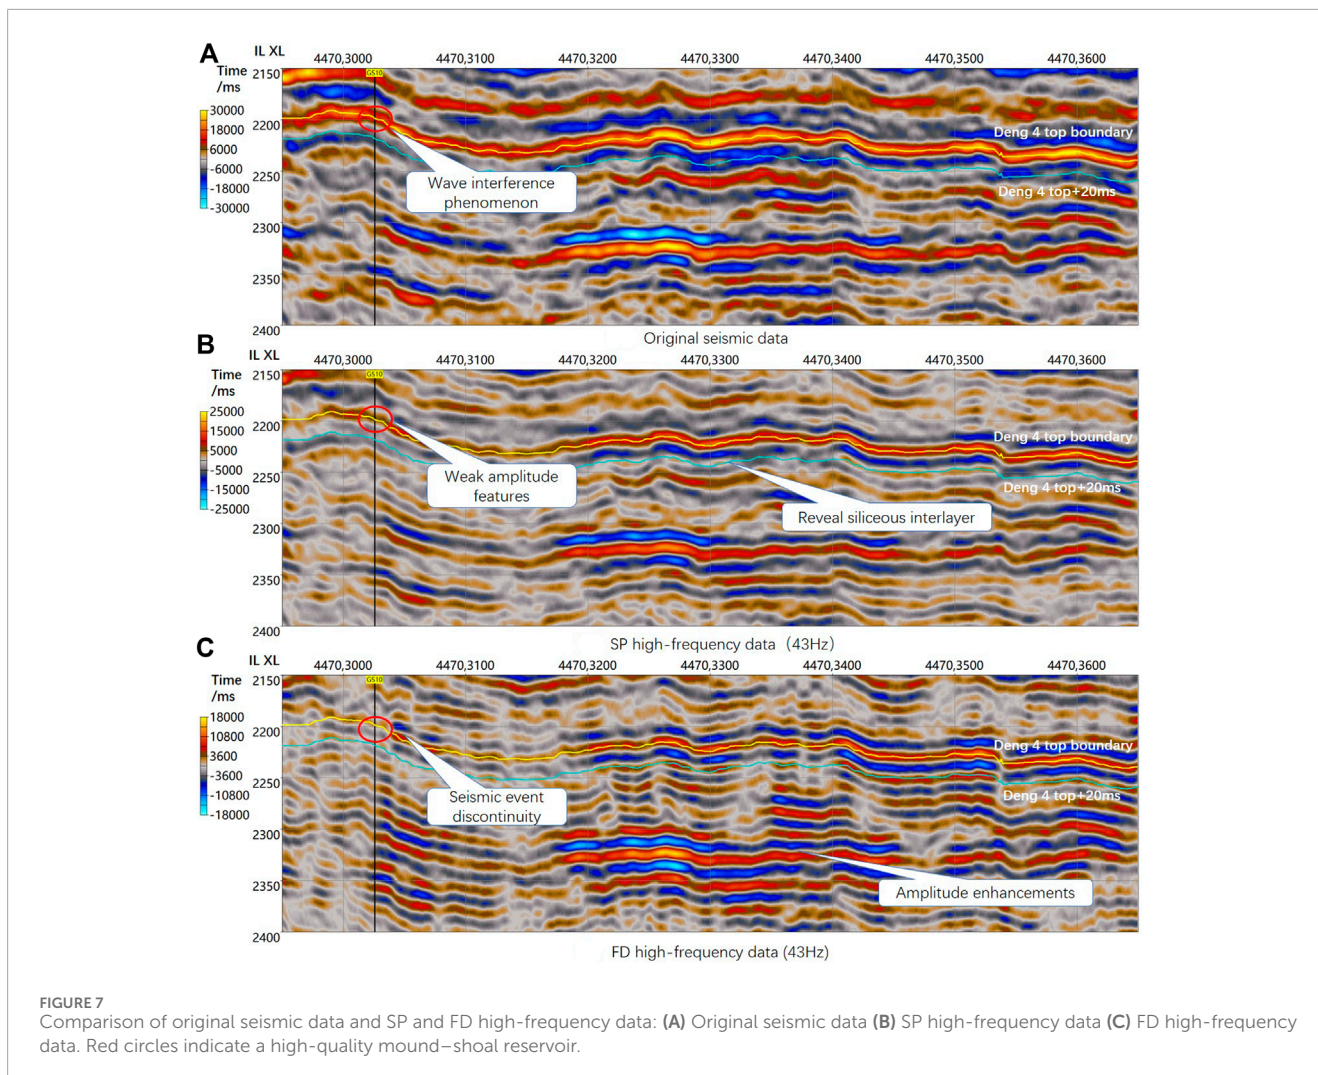 A
IL XL
4470,3000 4470,3100 4470,3200 4470,3300 4470,3400 4470,3500 4470,3600
Time
/ms
2150
GS10
30000
18000
6000
-6000
-18000
-30000
2200
2250
2300
2350
2400
Deng 4 top boundary
Deng 4 top+20ms
Wave interference
phenomenon
Original seismic data
B
IL XL
4470,3000 4470,3100 4470,3200 4470,3300 4470,3400 4470,3500 4470,3600
Time
/ms
2150
GS10
25000
15000
5000
-5000
-15000
-25000
2200
2250
2300
2350
2400
Deng 4 top boundary
Deng 4 top+20ms
Weak amplitude
features
Reveal siliceous interlayer
SP high-frequency data（43Hz）
C
IL XL
4470,3000 4470,3100 4470,3200 4470,3300 4470,3400 4470,3500 4470,3600
Time
/ms
2150
GS10
18000
10800
3600
-3600
-10800
-18000
2200
2250
2300
2350
2400
Deng 4 top boundary
Deng 4 top+20ms
Seismic event
discontinuity
Amplitude enhancements
FD high-frequency data (43Hz)
FIGURE 7
Comparison of original seismic data and SP and FD high-frequency data: (A) Original seismic data (B) SP high-frequency data (C) FD high-frequency
data. Red circles indicate a high-quality mound–shoal reservoir.